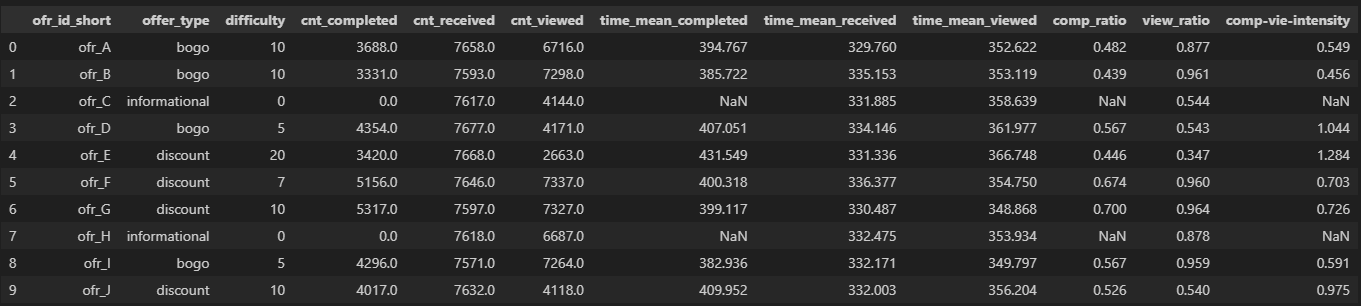 ofr_id_short offer_type difficulty cnt_completed cnt_received cnt_viewed time_mean_completed time_mean_received time_mean_viewed comp_ratio view_ratio comp-vie-intensity
0 ofr_A bogo 10 3688.0 7658.0 6716.0 394.767 329.760 352.622 0.482 0.877 0.549
1 ofr_B bogo 10 3331.0 7593.0 7298.0 385.722 335.153 353.119 0.439 0.961 0.456
2 ofr_C informational 0 0.0 7617.0 4144.0 NaN 331.885 358.639 NaN 0.544 NaN
3 ofr_D bogo 5 4354.0 7677.0 4171.0 407.051 334.146 361.977 0.567 0.543 1.044
4 ofr_E discount 20 3420.0 7668.0 2663.0 431.549 331.336 366.748 0.446 0.347 1.284
5 ofr_F discount 7 5156.0 7646.0 7337.0 400.318 336.377 354.750 0.674 0.960 0.703
6 ofr_G discount 10 5317.0 7597.0 7327.0 399.117 330.487 348.868 0.700 0.964 0.726
7 ofr_H informational 0 0.0 7618.0 6687.0 NaN 332.475 353.934 NaN 0.878 NaN
8 ofr_I bogo 5 4296.0 7571.0 7264.0 382.936 332.171 349.797 0.567 0.959 0.591
9 ofr_J discount 10 4017.0 7632.0 4118.0 409.952 332.003 356.204 0.526 0.540 0.975